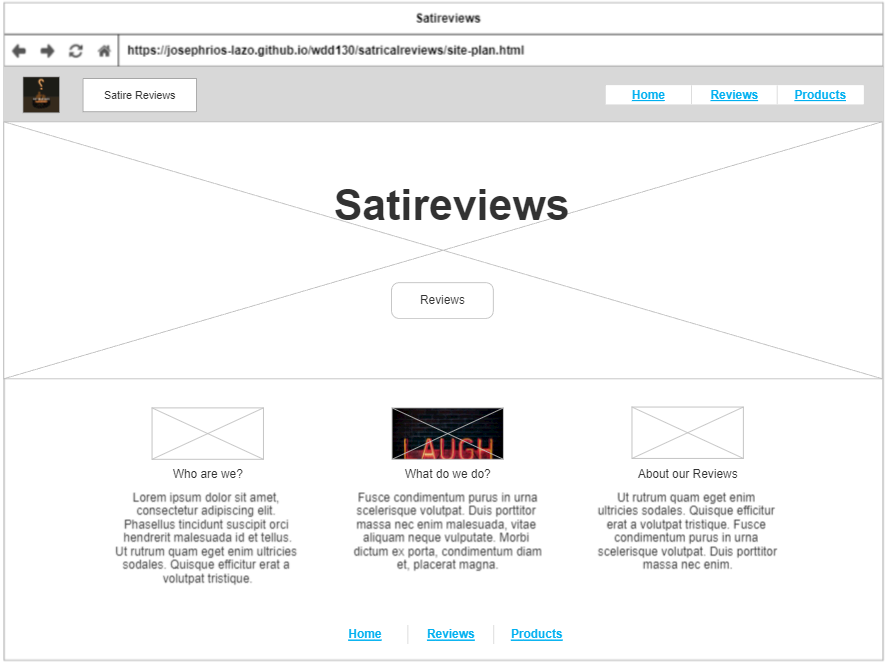 Satireviews
https://josephrios-lazo.github.io/wdd130/satricalreviews/site-plan.html
Satire Reviews
Home
Reviews
Products
Satireviews
Reviews
LAUGH
Who are we?
Lorem ipsum dolor sit amet,
consectetur adipiscing elit.
Phasellus tincidunt suscipit orci
hendrerit malesuada id et tellus.
Ut rutrum quam eget enim ultricies
sodales. Quisque efficitur erat a
volutpat tristique.
What do we do?
Fusce condimentum purus in urna
scelerisque volutpat. Duis porttitor
massa nec enim malesuada, vitae
aliquam neque vulputate. Morbi
dictum ex porta, condimentum diam
et, placerat magna.
About our Reviews
Ut rutrum quam eget enim
ultricies sodales. Quisque efficitur
erat a volutpat tristique. Fusce
condimentum purus in urna
scelerisque volutpat. Duis porttitor
massa nec enim.
Home
Reviews
Products